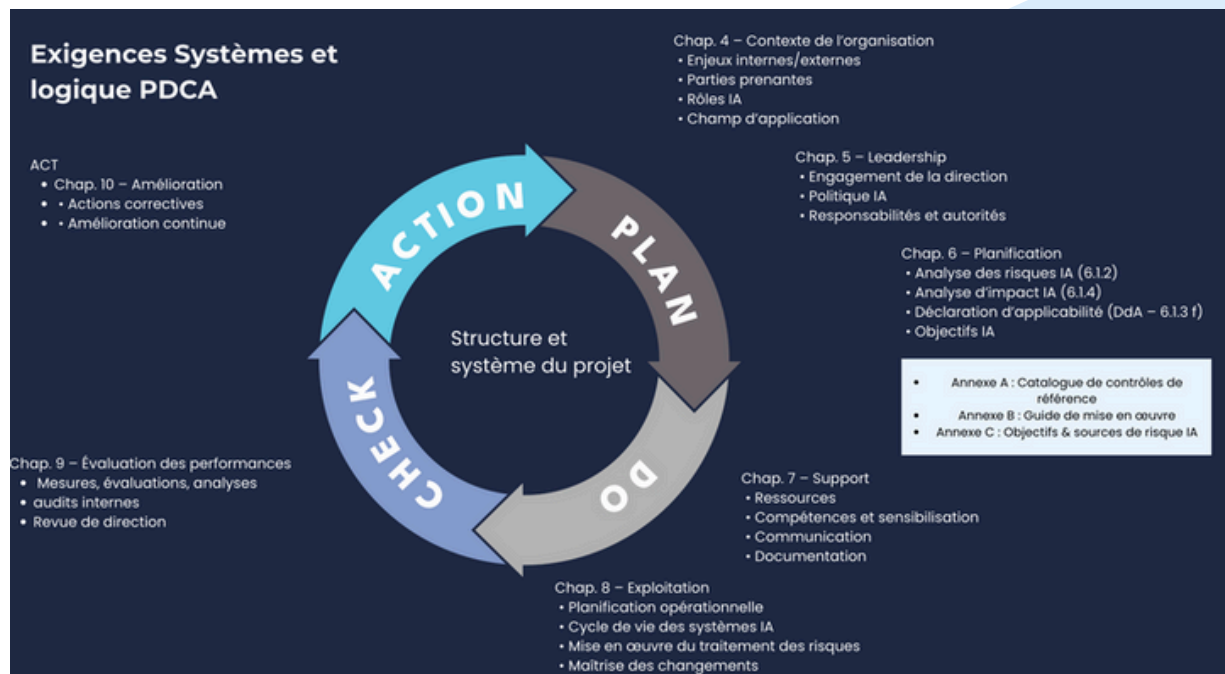 Exigences Systèmes et
logique PDCA
Chap. 4 – Contexte de l'organisation
• Enjeux internes/externes
• Parties prenantes
• Rôles IA
• Champ d'application
Chap. 5 – Leadership
• Engagement de la direction
• Politique IA
• Responsabilités et autorités
Chap. 6 – Planification
• Analyse des risques IA (6.1.2)
• Analyse d'impact IA (6.1.4)
• Déclaration d'applicabilité (DdA – 6.1.3 f)
• Objectifs IA
• Annexe A : Catalogue de contrôles de
référence
• Annexe B : Guide de mise en œuvre
• Annexe C : Objectifs & sources de risque IA
Chap. 7 – Support
• Ressources
• Compétences et sensibilisation
• Communication
• Documentation
Chap. 8 – Exploitation
• Planification opérationnelle
• Cycle de vie des systèmes IA
• Mise en œuvre du traitement des risques
• Maîtrise des changements
Chap. 9 – Évaluation des performances
• Mesures, évaluations, analyses
• audits internes
• Revue de direction
ACT
• Chap. 10 – Amélioration
• • Actions correctives
• • Amélioration continue
ACTION
PLAN
DO
CHECK
Structure et
système du projet